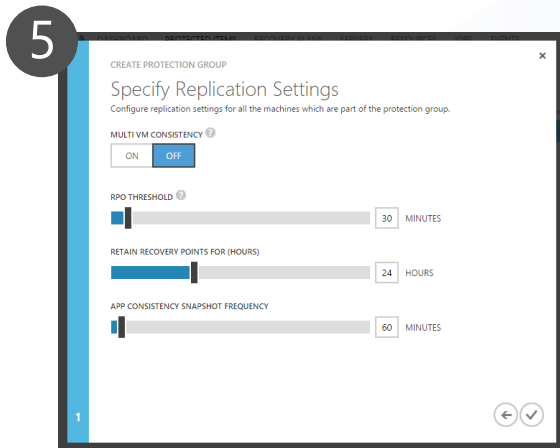 5
DASHBOARD PROTECTED ITEMS RECOVERY PLANS SERVERS RESOURCES JOBS EVENTS
×
CREATE PROTECTION GROUP
Specify Replication Settings
Configure replication settings for all the machines which are part of the protection group.
MULTI VM CONSISTENCY ?
ON OFF
RPO THRESHOLD ?
30 MINUTES
RETAIN RECOVERY POINTS FOR (HOURS)
24 HOURS
APP CONSISTENCY SNAPSHOT FREQUENCY
60 MINUTES
1